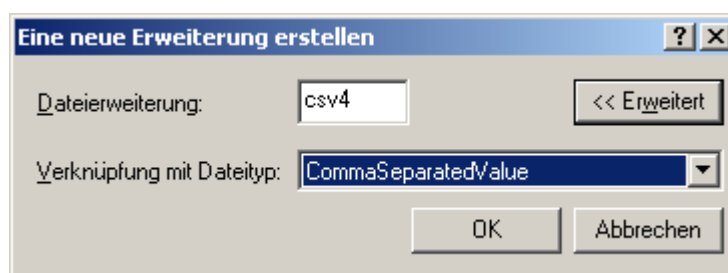 Eine neue Erweiterung erstellen
Dateierweiterung: csv4 << Erweitert
Verknüpfung mit Dateityp: CommaSeparatedValue
OK Abbrechen